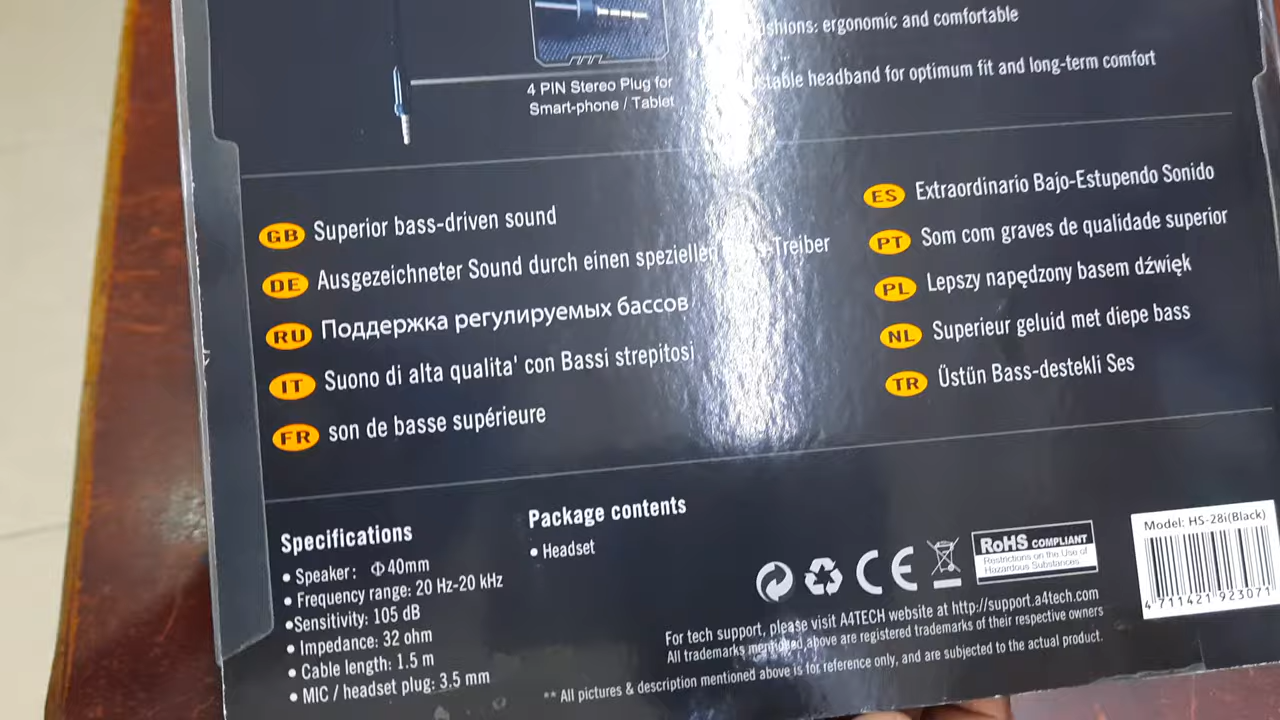 cushions: ergonomic and comfortable
headband for optimum fit and long-term comfort
4 PIN Stereo Plug for
Smart-phone / Tablet
GB Superior bass-driven sound
DE Ausgezeichneter Sound durch einen speziellen Treiber
RU Поддержка регулируемых бассов
IT Suono di alta qualita' con Bassi strepitosi
FR son de basse supérieure
ES Extraordinario Bajo-Estupendo Sonido
PT Som com graves de qualidade superior
PL Lepszy napędzony basem dźwięk
NL Superieur geluid met diepe bass
TR Üstün Bass-destekli Ses
Specifications
• Speaker: Φ40mm
• Frequency range: 20 Hz-20 kHz
•Sensitivity: 105 dB
• Impedance: 32 ohm
• Cable length: 1.5 m
• MIC / headset plug: 3.5 mm
Package contents
• Headset
CE
RoHS COMPLIANT
Restrictions on the Use of
Hazardous Substances
Model: HS-28i(Black)
4 711421 923071
For tech support, please visit A4TECH website at http://support.a4tech.com
All trademarks mentioned above are registered trademarks of their respective owners
** All pictures & description mentioned above is for reference only, and are subjected to the actual product.